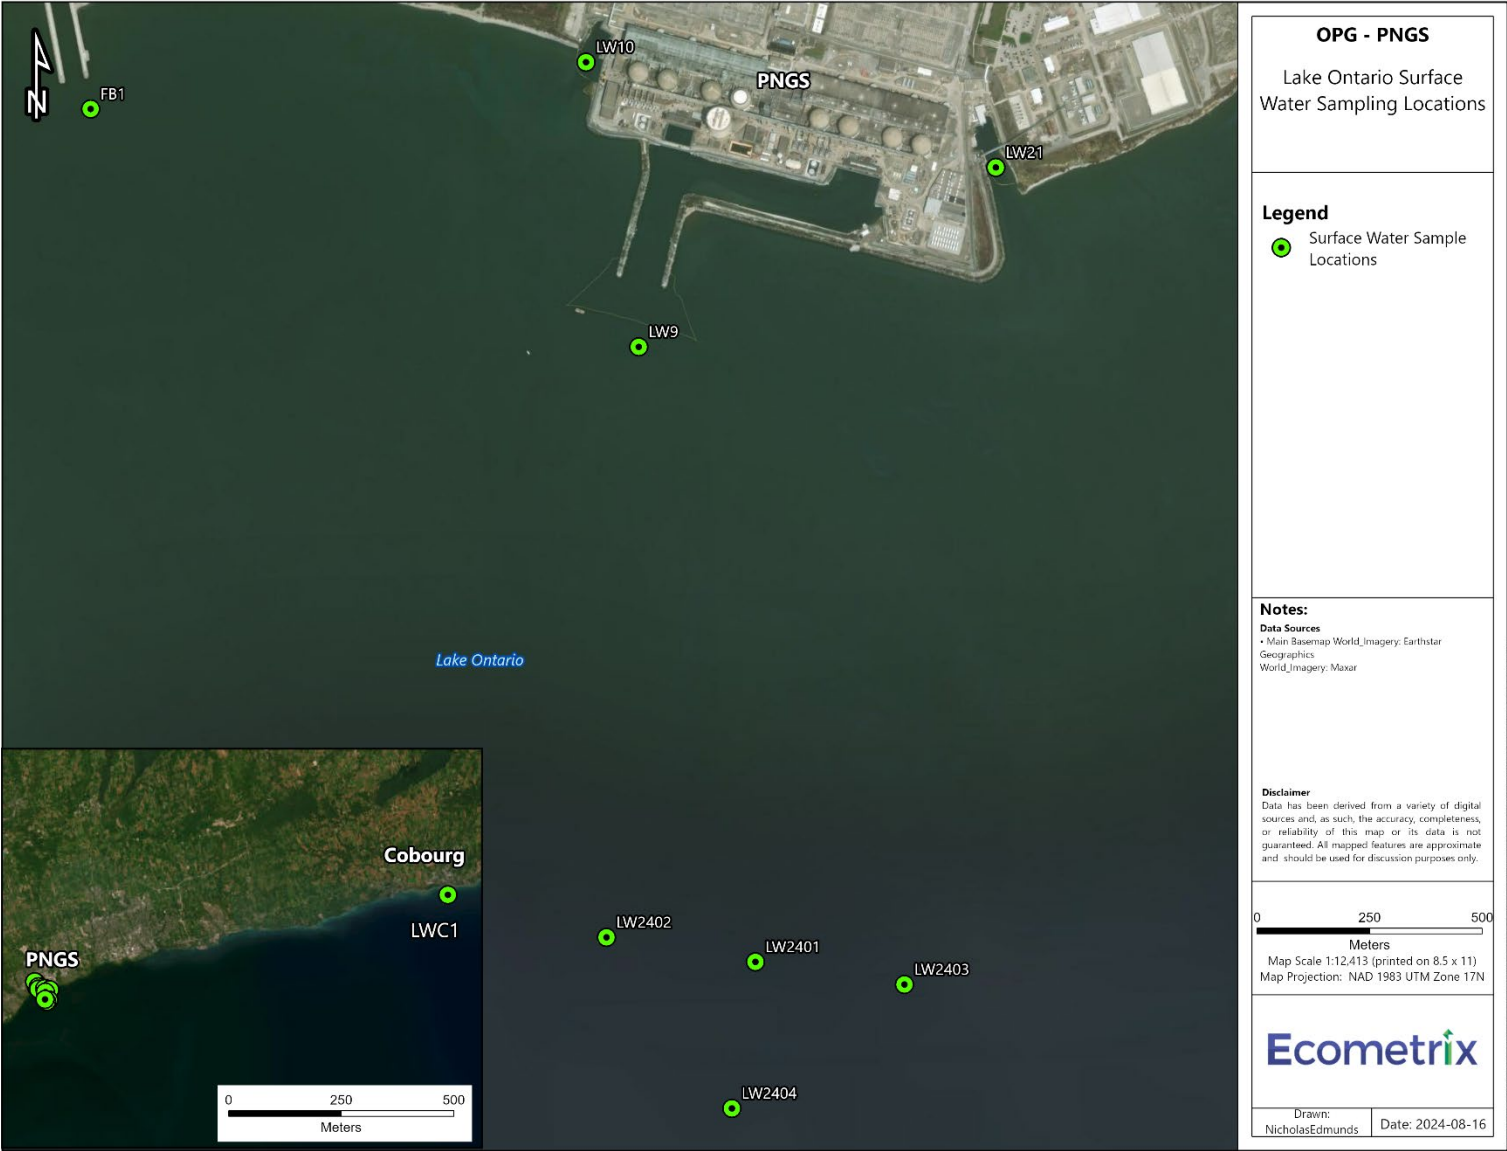 N
FB1
LW10
PNGS
LW21
LW9
Lake Ontario
LW2402
LW2401
LW2403
LW2404
Cobourg
LWC1
PNGS
0 250 500
Meters
OPG - PNGS
Lake Ontario Surface
Water Sampling Locations
Legend
Surface Water Sample
Locations
Notes:
Data Sources
• Main Basemap World_Imagery: Earthstar
Geographics
World_Imagery: Maxar
Disclaimer
Data has been derived from a variety of digital
sources and, as such, the accuracy, completeness,
or reliability of this map or its data is not
guaranteed. All mapped features are approximate
and should be used for discussion purposes only.
0 250 500
Meters
Map Scale 1:12,413 (printed on 8.5 x 11)
Map Projection: NAD 1983 UTM Zone 17N
Ecometrix
Drawn:
NicholasEdmunds
Date: 2024-08-16